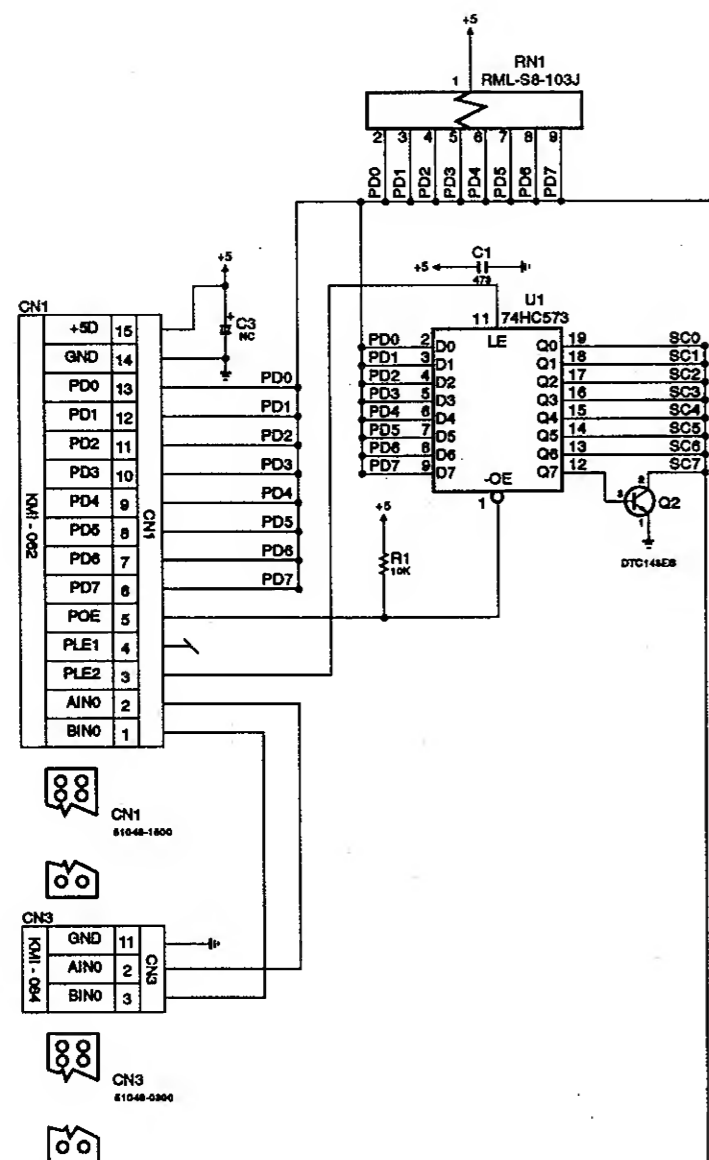 +5
RN1
1 RML-S8-103J
2 3 4 5 6 7 8 9
PD0 PD1 PD2 PD3 PD4 PD5 PD6 PD7
+5
C1
473
+5
C3
NC
U1
74HC573
11
LE
CN1
+5D 15
GND 14
PD0 13 PD0
PD1 12 PD1
PD2 11 PD2
PD3 10 PD3
PD4 9 PD4
PD5 8 PD5
PD6 7 PD6
PD7 6 PD7
POE 5
PLE1 4
PLE2 3
AIN0 2
BIN0 1
KMI - 062
CN1
PD0 2 D0 Q0 19 SC0
PD1 3 D1 Q1 18 SC1
PD2 4 D2 Q2 17 SC2
PD3 5 D3 Q3 16 SC3
PD4 6 D4 Q4 15 SC4
PD5 7 D5 Q5 14 SC5
PD6 8 D6 Q6 13 SC6
PD7 9 D7 Q7 12 SC7
-OE
1
2
3 Q2
1
+5
R1
10K
CN1
CN3
GND 11
AIN0 2
BIN0 3
KMI - 064
CN3
CN3